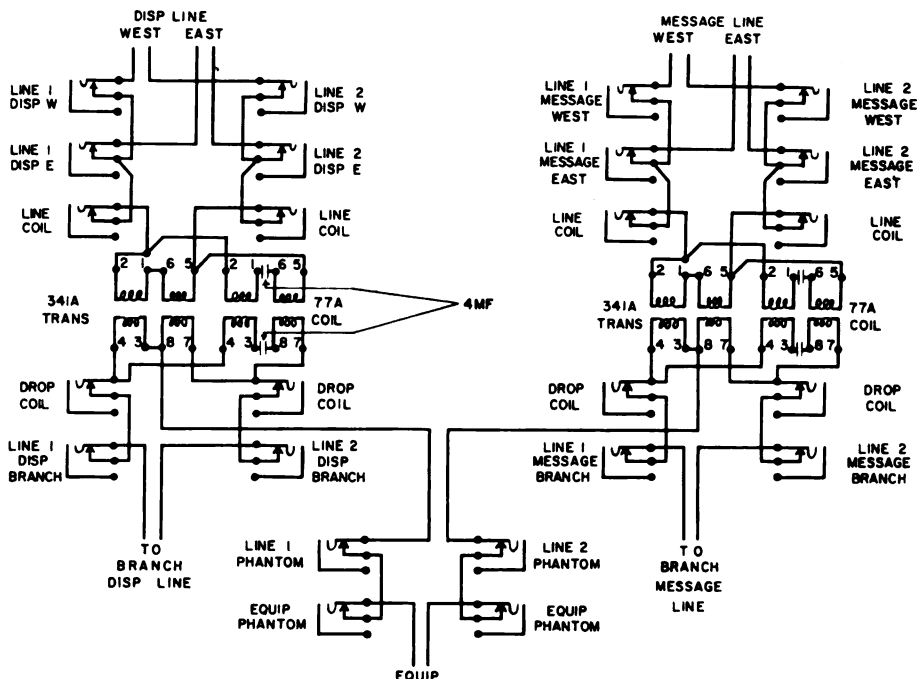 DISP LINE
WEST EAST
MESSAGE LINE
WEST EAST
LINE 1
DISP W
LINE 2
DISP W
LINE 1
MESSAGE
WEST
LINE 2
MESSAGE
WEST
LINE 1
DISP E
LINE 2
DISP E
LINE 1
MESSAGE
EAST
LINE 2
MESSAGE
EAST
LINE
COIL
LINE
COIL
LINE
COIL
LINE
COIL
2 1 6 5 2 1 6 5
2 1 6 5 2 1 6 5
341A
TRANS
77A
COIL
4MF
341A
TRANS
77A
COIL
4 3 8 7 4 3 8 7
4 3 8 7 4 3 8 7
DROP
COIL
DROP
COIL
DROP
COIL
DROP
COIL
LINE 1
DISP
BRANCH
LINE 2
DISP
BRANCH
LINE 1
MESSAGE
BRANCH
LINE 2
MESSAGE
BRANCH
TO
BRANCH
DISP LINE
LINE 1
PHANTOM
LINE 2
PHANTOM
TO
BRANCH
MESSAGE
LINE
EQUIP
PHANTOM
EQUIP
PHANTOM
EQUIP